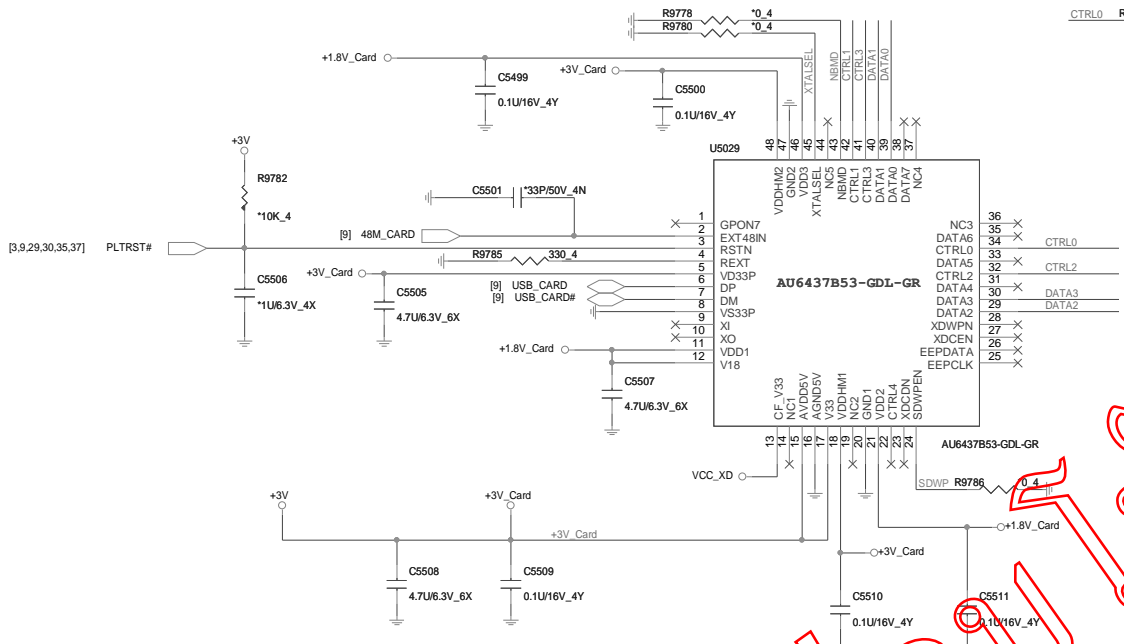 R9778 *0_4
R9780 *0_4
CTRL0 R
+1.8V_Card
+3V_Card
C5499
0.1U/16V_4Y
C5500
0.1U/16V_4Y
XTALSEL
NBMD
CTRL1
CTRL3
DATA1
DATA0
U5029
48 47 46 45 44 43 42 41 40 39 38 37
VDDHM2
GND2
VDD3
XTALSEL
NC5
NBMD
CTRL1
CTRL3
DATA1
DATA0
DATA7
NC4
+3V
R9782
*10K_4
C5501 *33P/50V_4N
[9] 48M_CARD
[3,9,29,30,35,37] PLTRST#
R9785 330_4
+3V_Card
C5506
*1U/6.3V_4X
C5505
4.7U/6.3V_6X
[9] USB_CARD
[9] USB_CARD#
+1.8V_Card
C5507
4.7U/6.3V_6X
1 GPON7
2 EXT48IN
3 RSTN
4 REXT
5 VD33P
6 DP
7 DM
8 VS33P
9 XI
10 XO
11 VDD1
12 V18
AU6437B53-GDL-GR
NC3 36
DATA6 35
CTRL0 34 CTRL0
DATA5 33
CTRL2 32 CTRL2
DATA4 31
DATA3 30 DATA3
DATA2 29 DATA2
XDWPN 28
XDCEN 27
EEPDATA 26
EEPCLK 25
CF_V33
NC1
AVDD5V
AGND5V
V33
VDDHM1
NC2
GND1
VDD2
CTRL4
XDCDN
SDWPEN
13 14 15 16 17 18 19 20 21 22 23 24
AU6437B53-GDL-GR
VCC_XD
SDWP R9786 0_4
+3V
+3V_Card
+3V_Card
+1.8V_Card
+3V_Card
C5508
4.7U/6.3V_6X
C5509
0.1U/16V_4Y
C5510
0.1U/16V_4Y
C5511
0.1U/16V_4Y